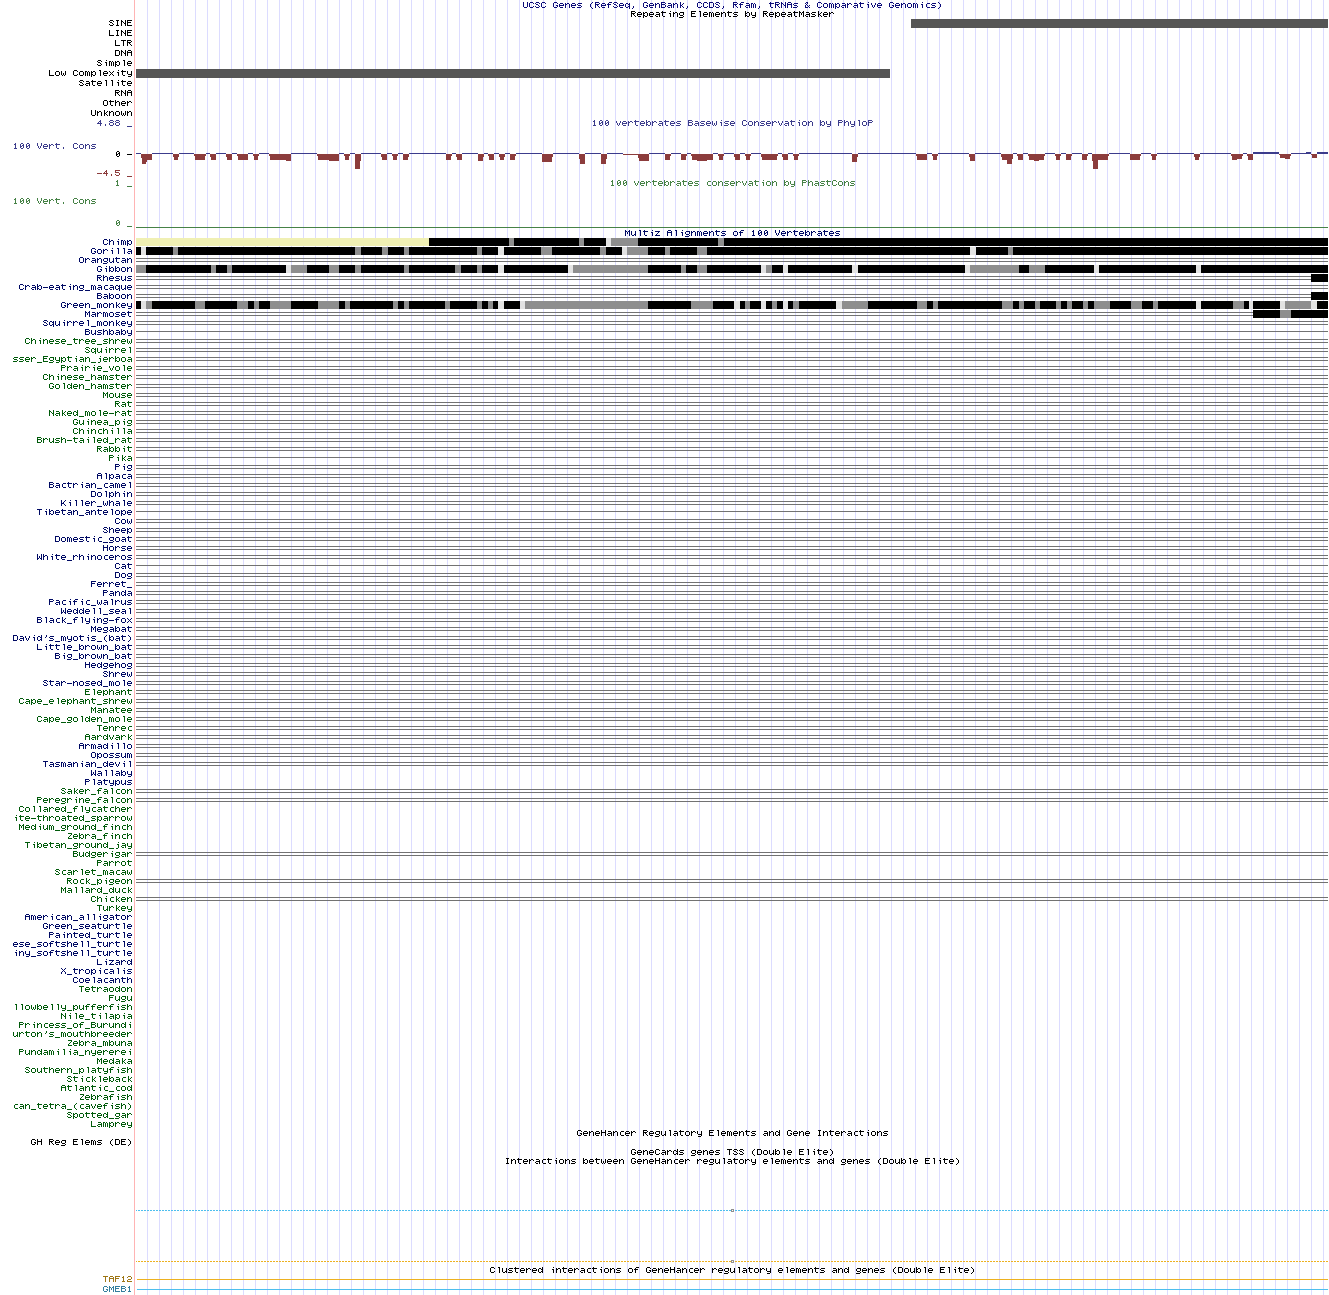 UCSC Genes (RefSeq, GenBank, CCDS, Rfam, tRNAs & Comparative Genomics)
Repeating Elements by RepeatMasker
SINE
LINE
LTR
DNA
Simple
Low Complexity
Satellite
RNA
Other
Unknown
100 vertebrates Basewise Conservation by PhyloP
4.88 _
100 Vert. Cons
0 _
-4.5 _
100 vertebrates conservation by PhastCons
1 _
100 Vert. Cons
0 _
Multiz Alignments of 100 Vertebrates
Chimp
Gorilla
Orangutan
Gibbon
Rhesus
Crab-eating_macaque
Baboon
Green_monkey
Marmoset
Squirrel_monkey
Bushbaby
Chinese_tree_shrew
Squirrel
sser_Egyptian_jerboa
Prairie_vole
Chinese_hamster
Golden_hamster
Mouse
Rat
Naked_mole-rat
Guinea_pig
Chinchilla
Brush-tailed_rat
Rabbit
Pika
Pig
Alpaca
Bactrian_camel
Dolphin
Killer_whale
Tibetan_antelope
Cow
Sheep
Domestic_goat
Horse
White_rhinoceros
Cat
Dog
Ferret_
Panda
Pacific_walrus
Weddell_seal
Black_flying-fox
Megabat
David's_myotis_(bat)
Little_brown_bat
Big_brown_bat
Hedgehog
Shrew
Star-nosed_mole
Elephant
Cape_elephant_shrew
Manatee
Cape_golden_mole
Tenrec
Aardvark
Armadillo
Opossum
Tasmanian_devil
Wallaby
Platypus
Saker_falcon
Peregrine_falcon
Collared_flycatcher
ite-throated_sparrow
Medium_ground_finch
Zebra_finch
Tibetan_ground_jay
Budgerigar
Parrot
Scarlet_macaw
Rock_pigeon
Mallard_duck
Chicken
Turkey
American_alligator
Green_seaturtle
Painted_turtle
ese_softshell_turtle
iny_softshell_turtle
Lizard
X_tropicalis
Coelacanth
Tetraodon
Fugu
llowbelly_pufferfish
Nile_tilapia
Princess_of_Burundi
urton's_mouthbreeder
Zebra_mbuna
Pundamilia_nyererei
Medaka
Southern_platyfish
Stickleback
Atlantic_cod
Zebrafish
can_tetra_(cavefish)
Spotted_gar
Lamprey
GeneHancer Regulatory Elements and Gene Interactions
GH Reg Elems (DE)
GeneCards genes TSS (Double Elite)
Interactions between GeneHancer regulatory elements and genes (Double Elite)
Clustered interactions of GeneHancer regulatory elements and genes (Double Elite)
TAF12
GMEB1